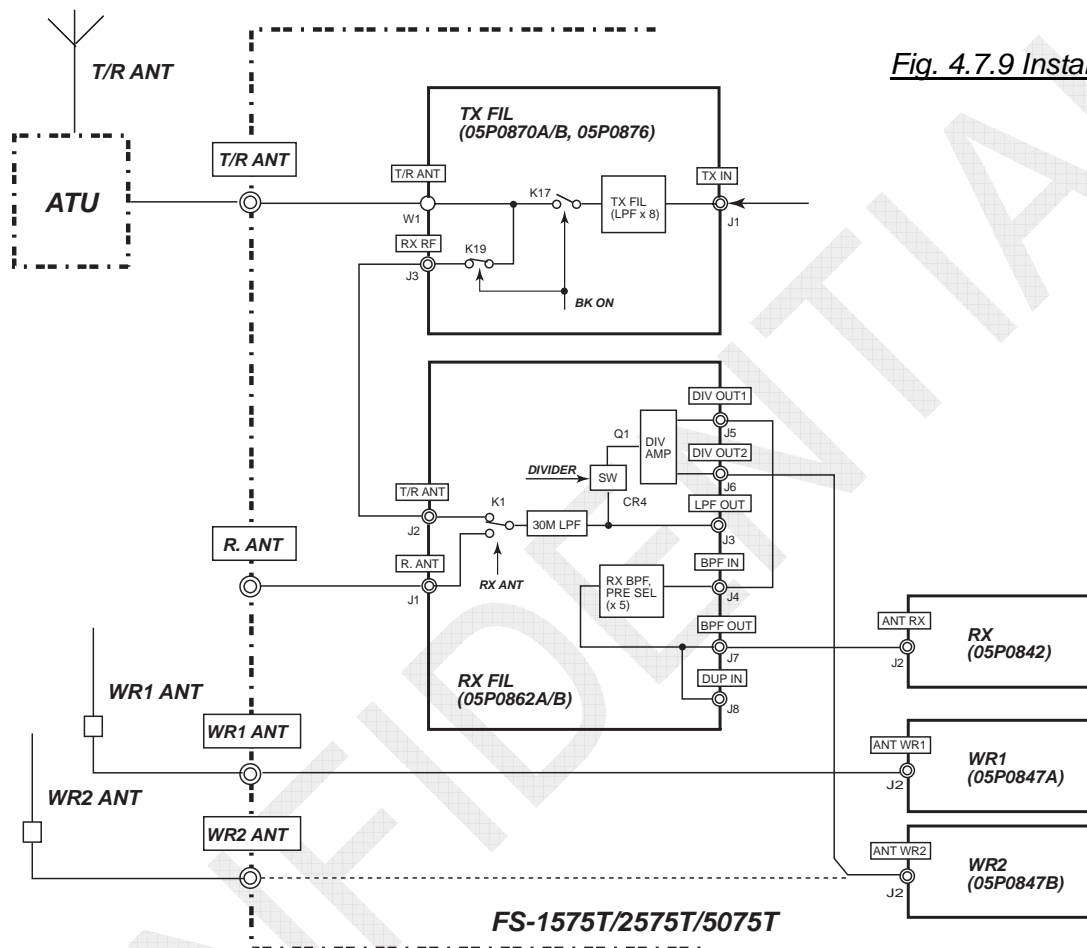 T/R ANT
Fig. 4.7.9 Instal
TX FIL
(05P0870A/B, 05P0876)
T/R ANT
ATU
T/R ANT
TX IN
W1
K17
TX FIL
(LPF x 8)
J1
RX RF
J3
K19
BK ON
DIV OUT1
J5
Q1
DIV
AMP
DIV OUT2
J6
DIVIDER
SW
CR4
LPF OUT
J3
T/R ANT
J2
K1
30M LPF
R. ANT
R. ANT
J1
RX ANT
BPF IN
J4
RX BPF,
PRE SEL
(x 5)
BPF OUT
J7
DUP IN
J8
RX FIL
(05P0862A/B)
ANT RX
J2
RX
(05P0842)
WR1 ANT
WR1 ANT
ANT WR1
J2
WR1
(05P0847A)
WR2 ANT
WR2 ANT
ANT WR2
J2
WR2
(05P0847B)
FS-1575T/2575T/5075T
NFIDENTIA